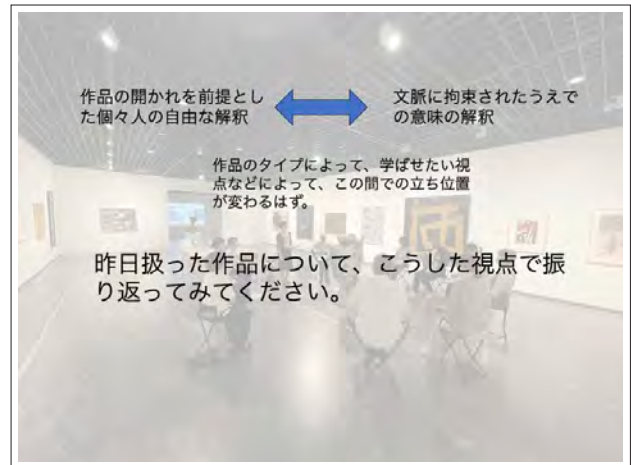 作品の開かれを前提とし
た個々人の自由な解釈
文脈に拘束されたうえで
の意味の解釈
作品のタイプによって、学ばせたい視
点などによって、この間での立ち位置
が変わるはず。
昨日扱った作品について、こうした視点で振
り返ってみてください。